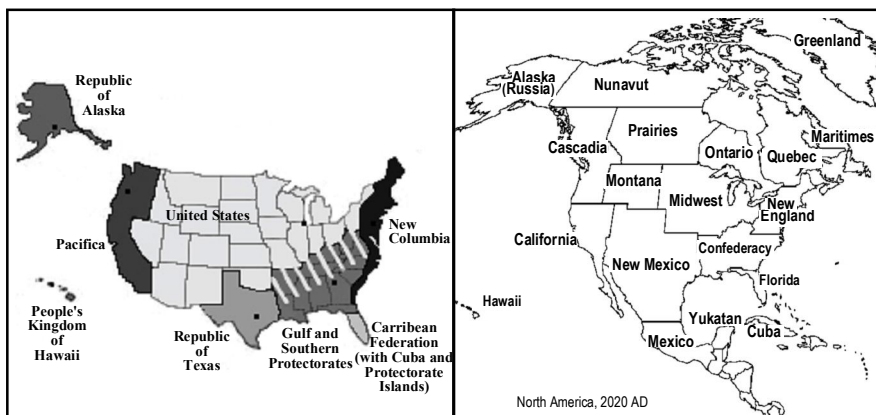 Republic
of
Alaska
United States
New
Columbia
Pacifica
People's
Kingdom
of
Hawaii
Republic
of
Texas
Gulf and
Southern
Protectorates
Carribean
Federation
(with Cuba and
Protectorate
Islands)
Greenland
Alaska
(Russia)
Nunavut
Prairies
Maritimes
Cascadia
Ontario
Quebec
Montana
Midwest
New
England
California
Confederacy
New Mexico
Florida
Hawaii
Yukatan
Cuba
Mexico
North America, 2020 AD